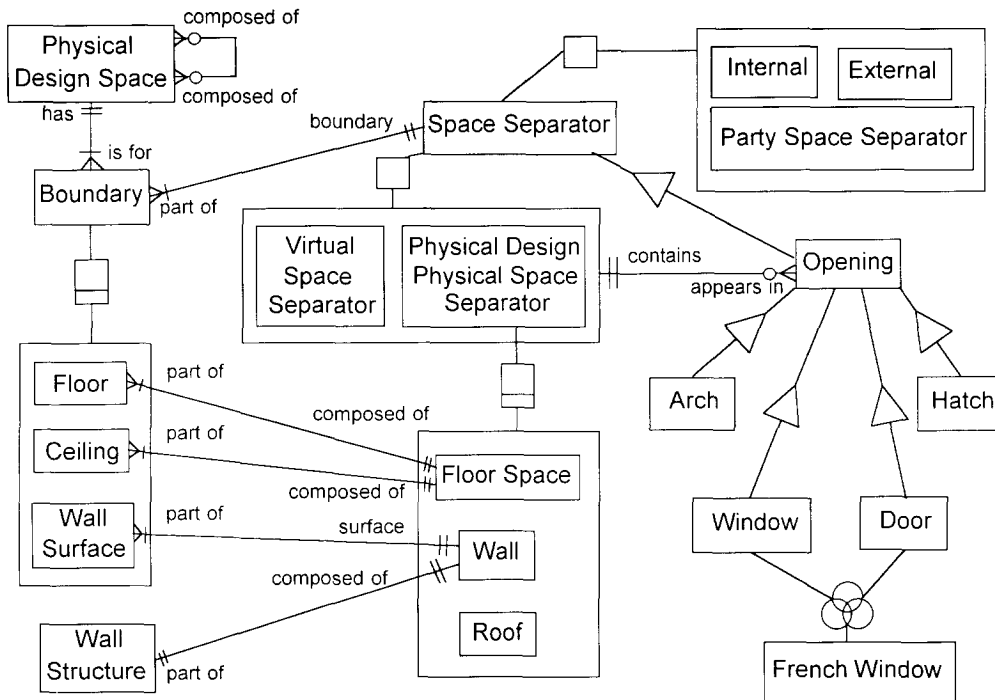 composed of
Physical
Design Space
composed of
has
is for
Boundary
part of
boundary
Space Separator
Internal
External
Party Space Separator
Virtual
Space
Separator
Physical Design
Physical Space
Separator
contains
appears in
Opening
Arch
Hatch
Window
Door
French Window
Floor
part of
composed of
Ceiling
part of
composed of
Floor Space
Wall
Surface
part of
surface
Wall
composed of
Roof
Wall
Structure
part of